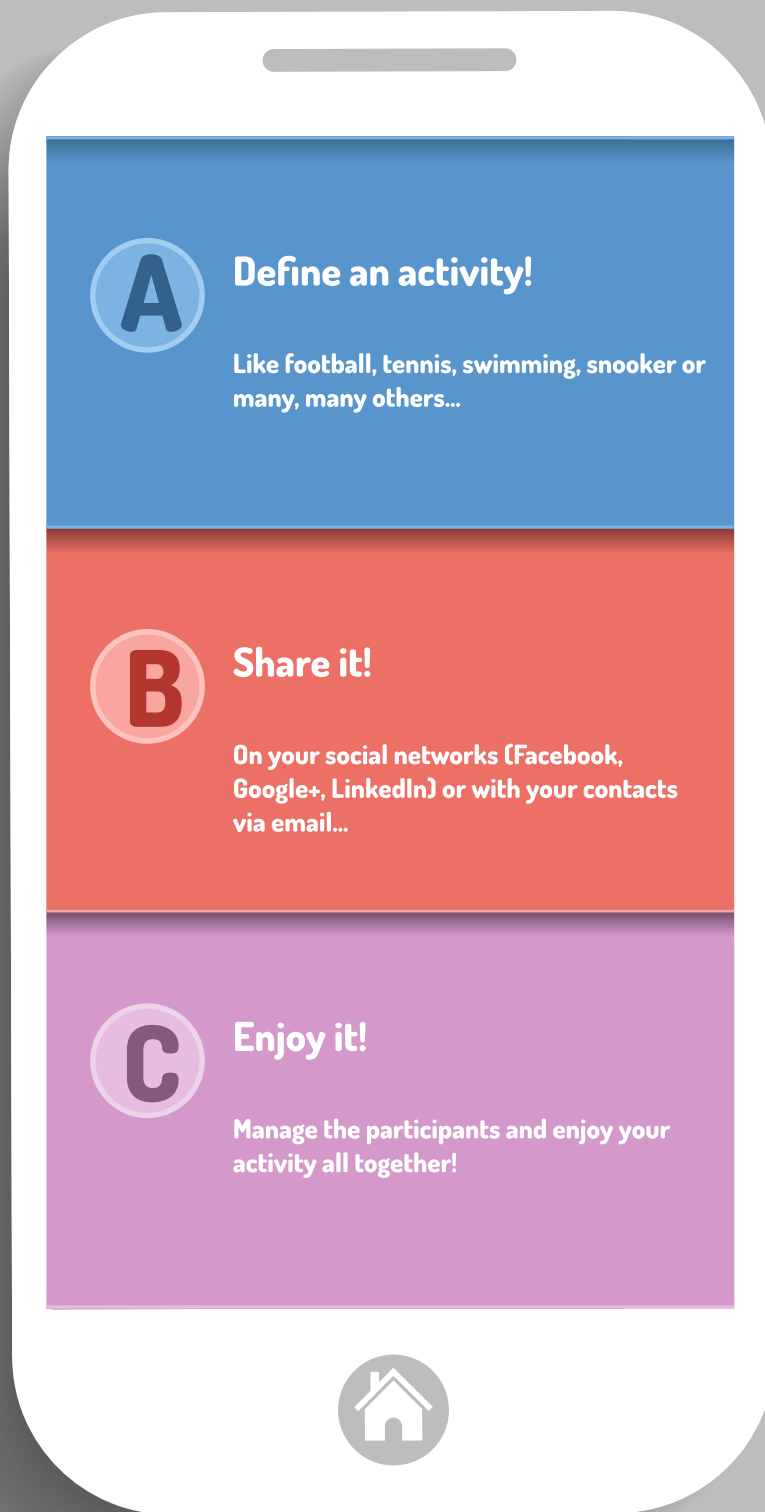 A
Define an activity!
Like football, tennis, swimming, snooker or
many, many others...
B
Share it!
On your social networks (Facebook,
Google+, LinkedIn) or with your contacts
via email...
C
Enjoy it!
Manage the participants and enjoy your
activity all together!